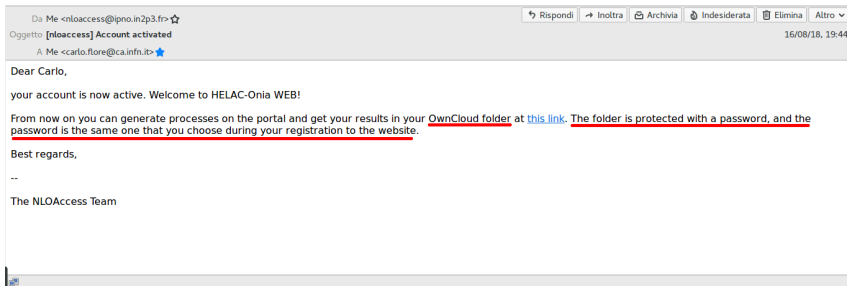 Da Me <nloaccess@ipno.in2p3.fr>
Rispondi Inoltra Archivia Indesiderata Elimina Altro
Oggetto [nloaccess] Account activated
16/08/18, 19:44
A Me <carlo.flore@ca.infn.it>
Dear Carlo,
your account is now active. Welcome to HELAC-Onia WEB!
From now on you can generate processes on the portal and get your results in your OwnCloud folder at this link. The folder is protected with a password, and the
password is the same one that you choose during your registration to the website.
Best regards,
--
The NLOAccess Team